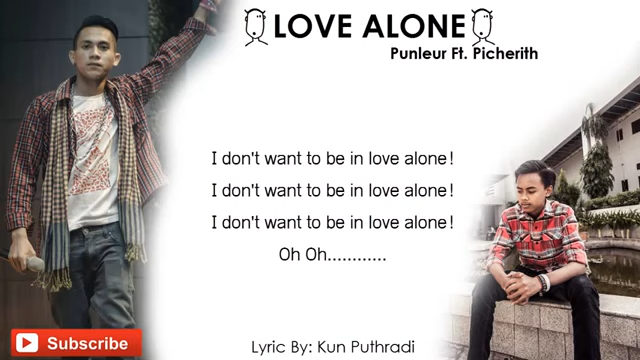 LOVE ALONE
Punleur Ft. Picherith
I don't want to be in love alone!
I don't want to be in love alone!
I don't want to be in love alone!
Oh Oh............
Subscribe
Lyric By: Kun Puthradi